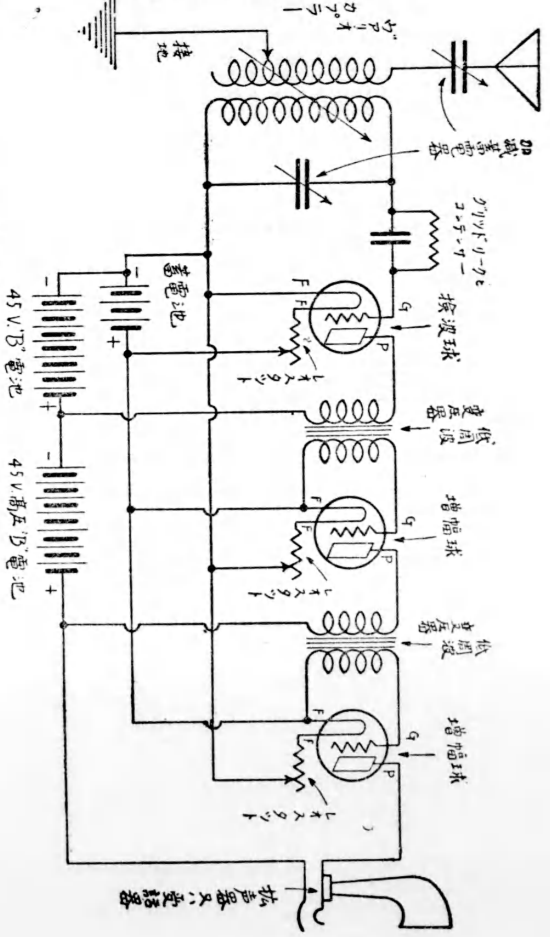 ヴアリオ
カプラー
接地
加減蓄電器
グリッドリークと
コンデンサー
検波球
G
P
F
F
レオスタット
低周波
変圧器
増幅球
G
P
F
F
レオスタット
低周波
変圧器
増幅球
G
P
F
F
レオスタット
蓄電池
－
＋
－
45V."B"電池
＋
－
45V.高圧"B"電池
＋
拡声器又ハ受話器